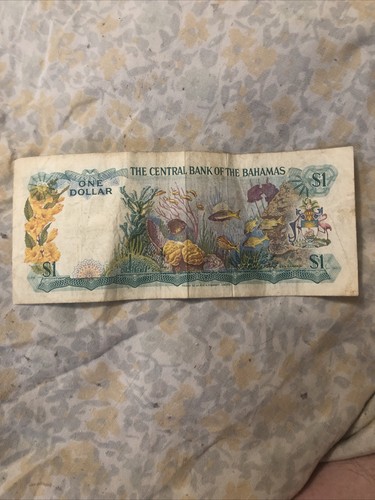 THE CENTRAL BANK OF THE BAHAMAS
$1
ONE
DOLLAR
$1
$1